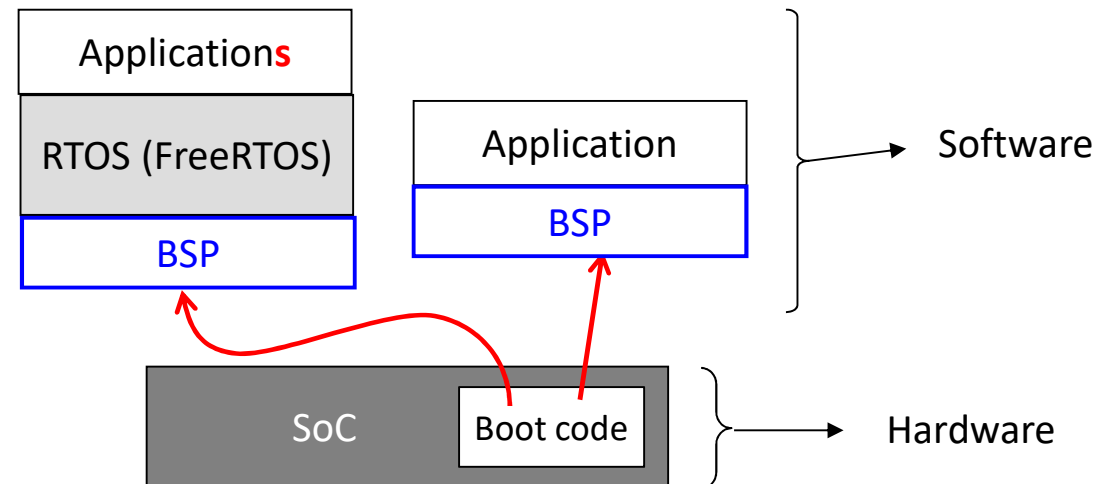 Applications
RTOS (FreeRTOS)
BSP
Application
BSP
Software
SoC
Boot code
Hardware